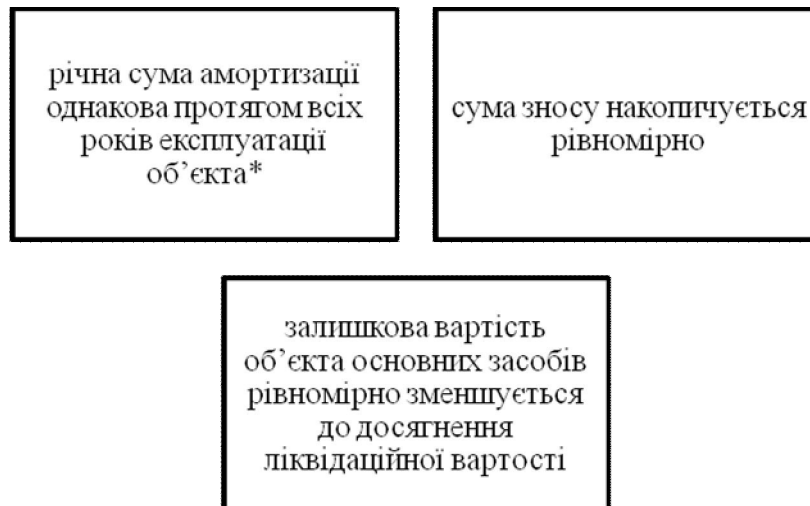 річна сума амортизації
однакова протягом всіх
років експлуатації
об’єкта*
сума зносу накопичується
рівномірно
залишкова вартість
об’єкта основних засобів
рівномірно зменшується
до досягнення
ліквідаційної вартості